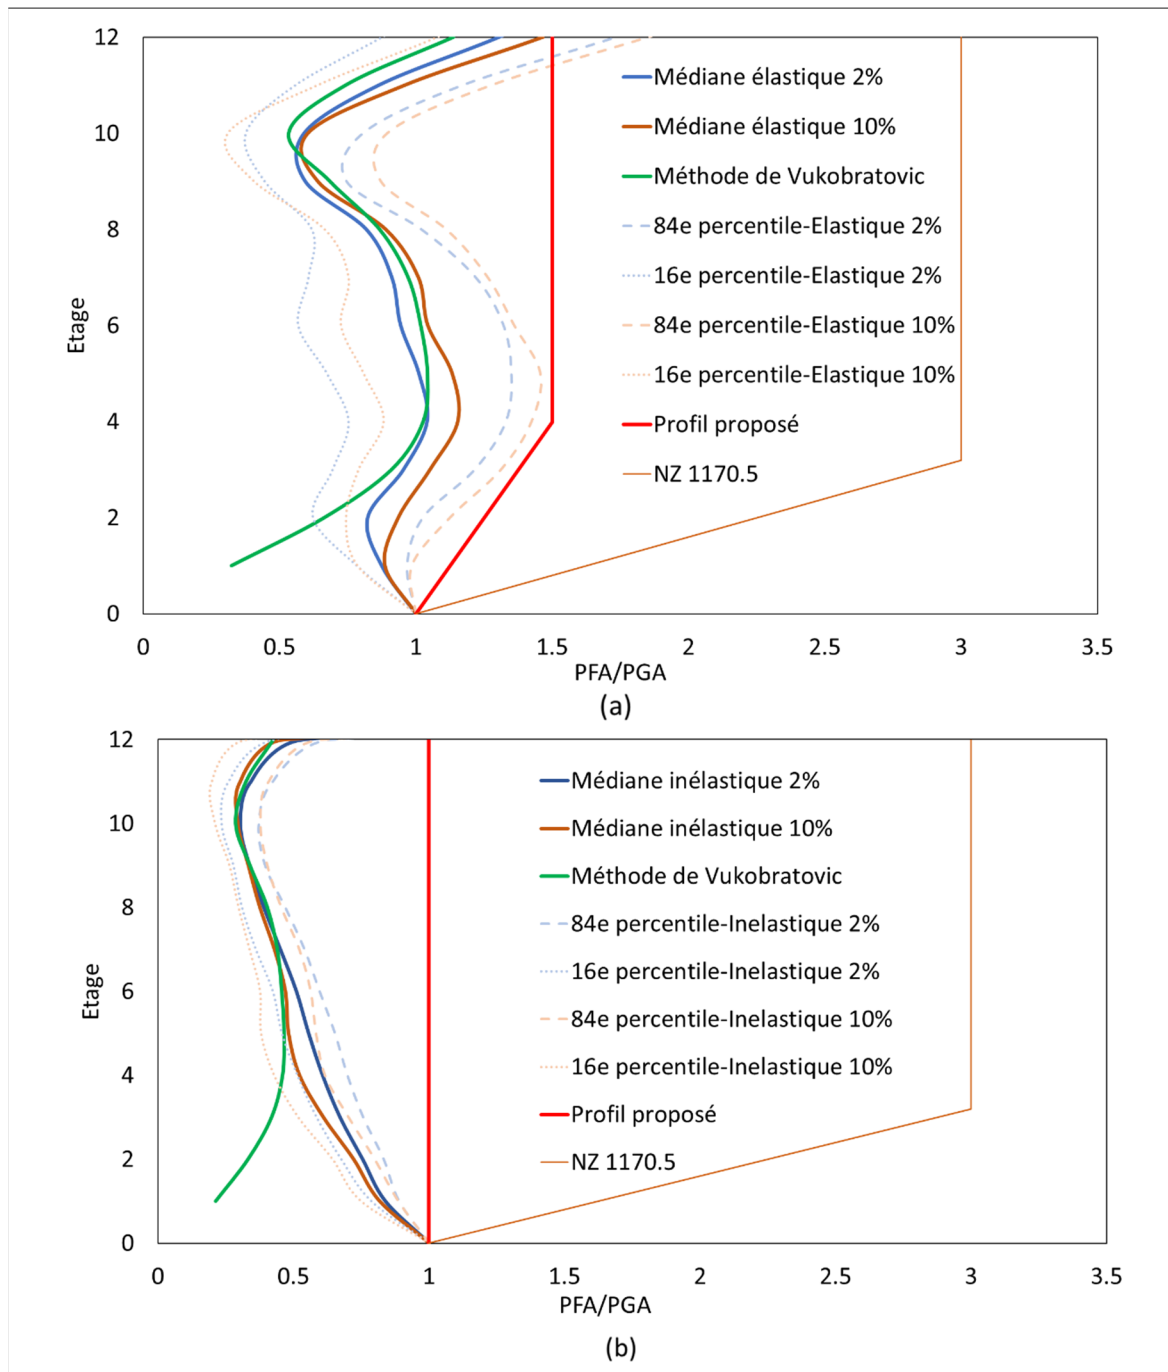 12
10
8
6
4
2
0
Etage
Médiane élastique 2%
Médiane élastique 10%
Méthode de Vukobratovic
84e percentile-Elastique 2%
16e percentile-Elastique 2%
84e percentile-Elastique 10%
16e percentile-Elastique 10%
Profil proposé
NZ 1170.5
0 0.5 1 1.5 2 2.5 3 3.5
PFA/PGA
(a)
12
10
8
6
4
2
0
Etage
Médiane inélastique 2%
Médiane inélastique 10%
Méthode de Vukobratovic
84e percentile-Inelastique 2%
16e percentile-Inelastique 2%
84e percentile-Inelastique 10%
16e percentile-Inelastique 10%
Profil proposé
NZ 1170.5
0 0.5 1 1.5 2 2.5 3 3.5
PFA/PGA
(b)